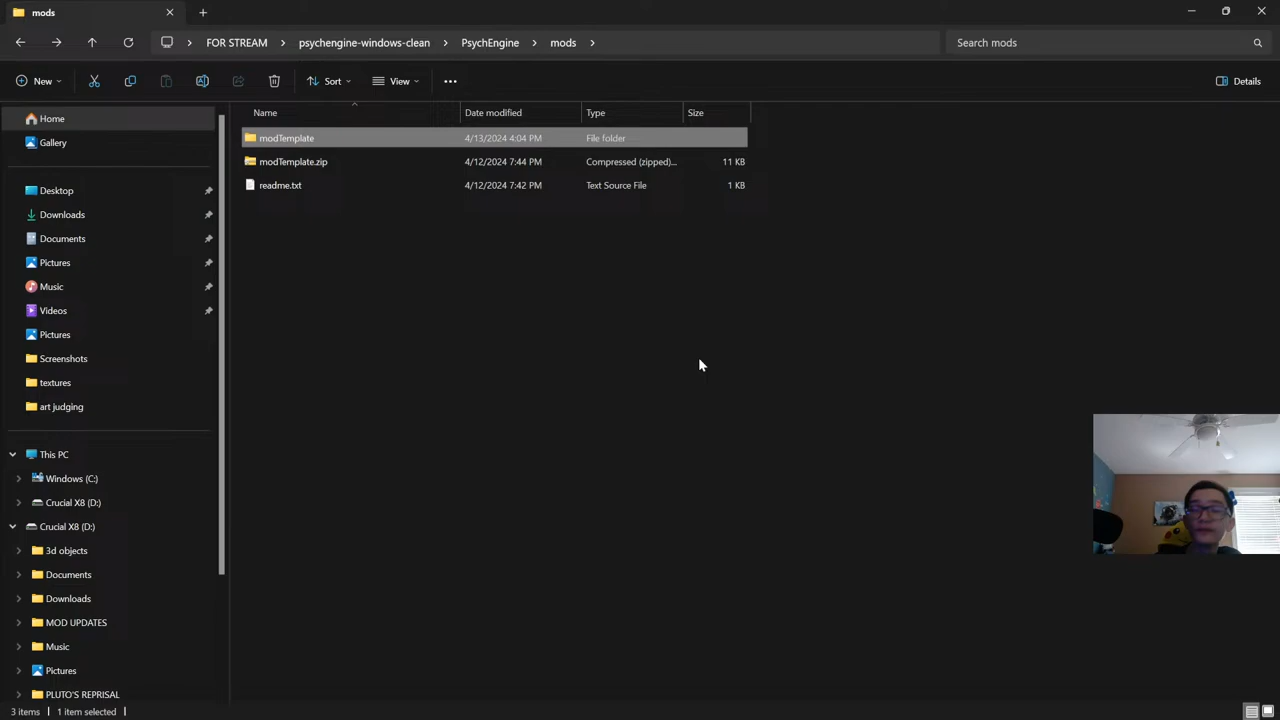 mods
FOR STREAM psychengine-windows-clean PsychEngine mods
Search mods
New Sort View Details
Name Date modified Type Size
modTemplate 4/13/2024 4:04 PM File folder
modTemplate.zip 4/12/2024 7:44 PM Compressed (zipped)... 11 KB
readme.txt 4/12/2024 7:42 PM Text Source File 1 KB
Home
Gallery
Desktop
Downloads
Documents
Pictures
Music
Videos
Pictures
Screenshots
textures
art judging
This PC
Windows (C:)
Crucial X8 (D:)
Crucial X8 (D:)
3d objects
Documents
Downloads
MOD UPDATES
Music
Pictures
PLUTO'S REPRISAL
3 items 1 item selected